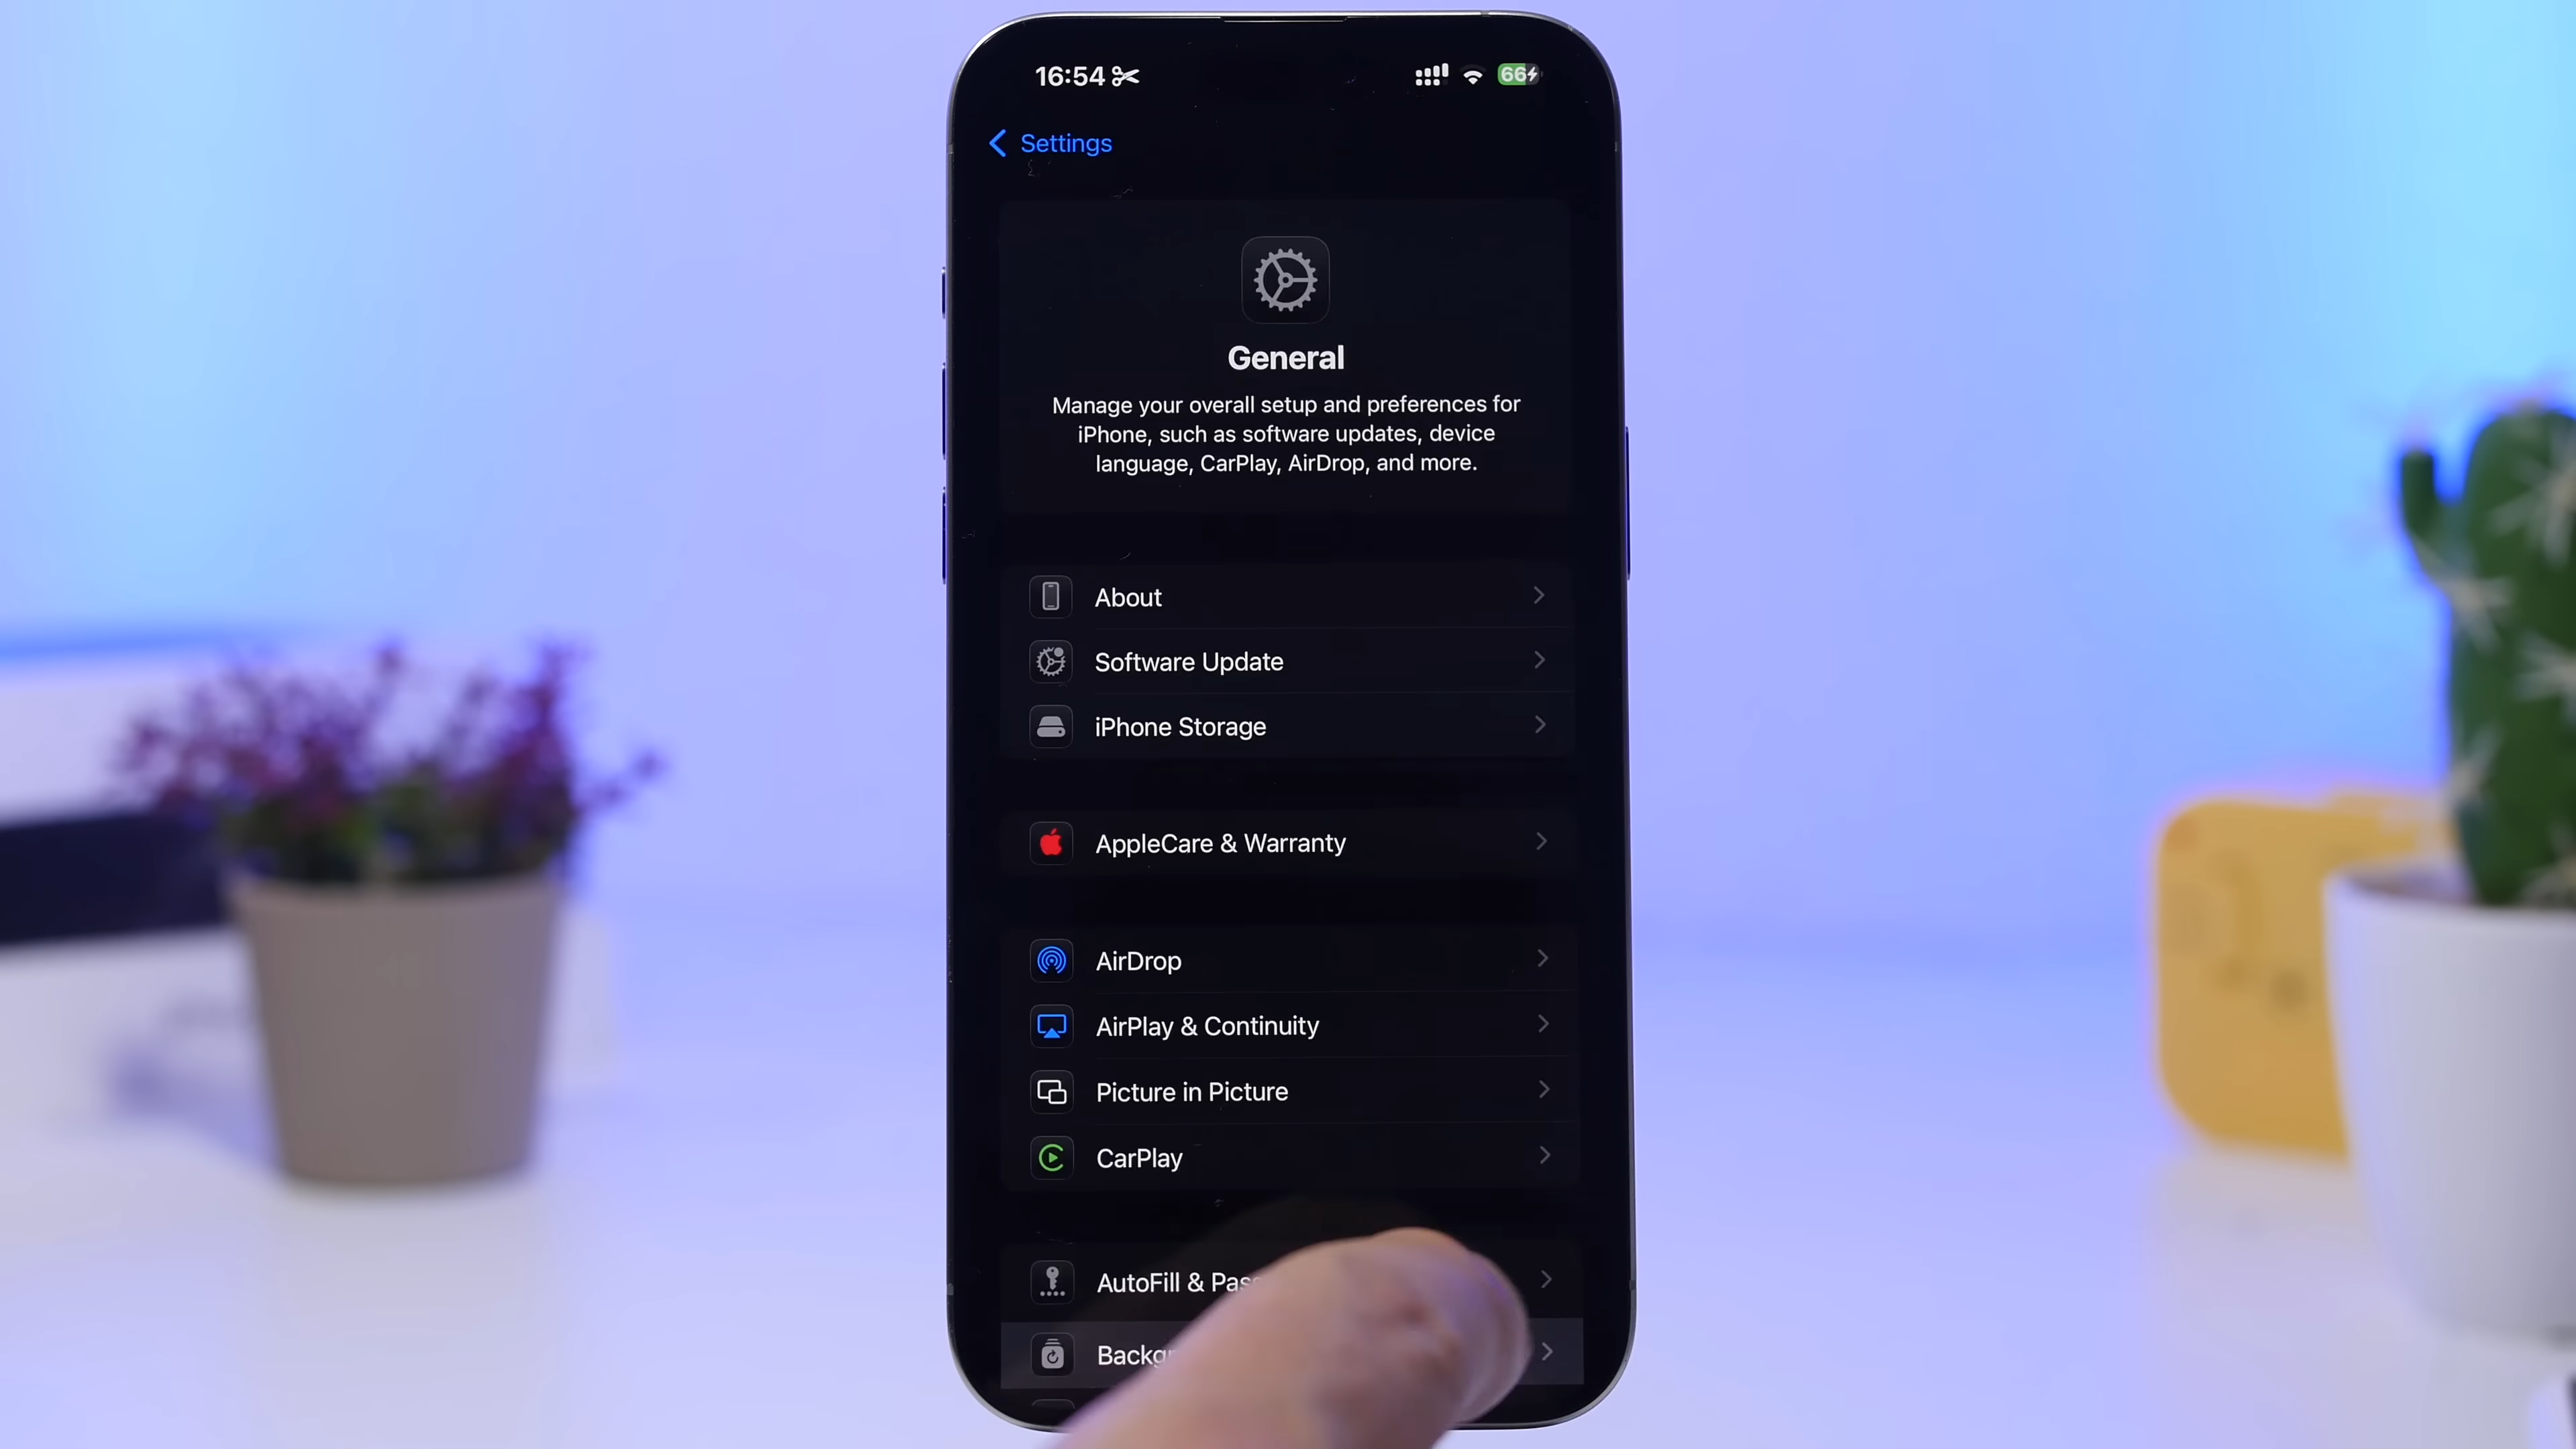 16:54
66
Settings
General
Manage your overall setup and preferences for
iPhone, such as software updates, device
language, CarPlay, AirDrop, and more.
About
Software Update
iPhone Storage
AppleCare & Warranty
AirDrop
AirPlay & Continuity
Picture in Picture
CarPlay
AutoFill &